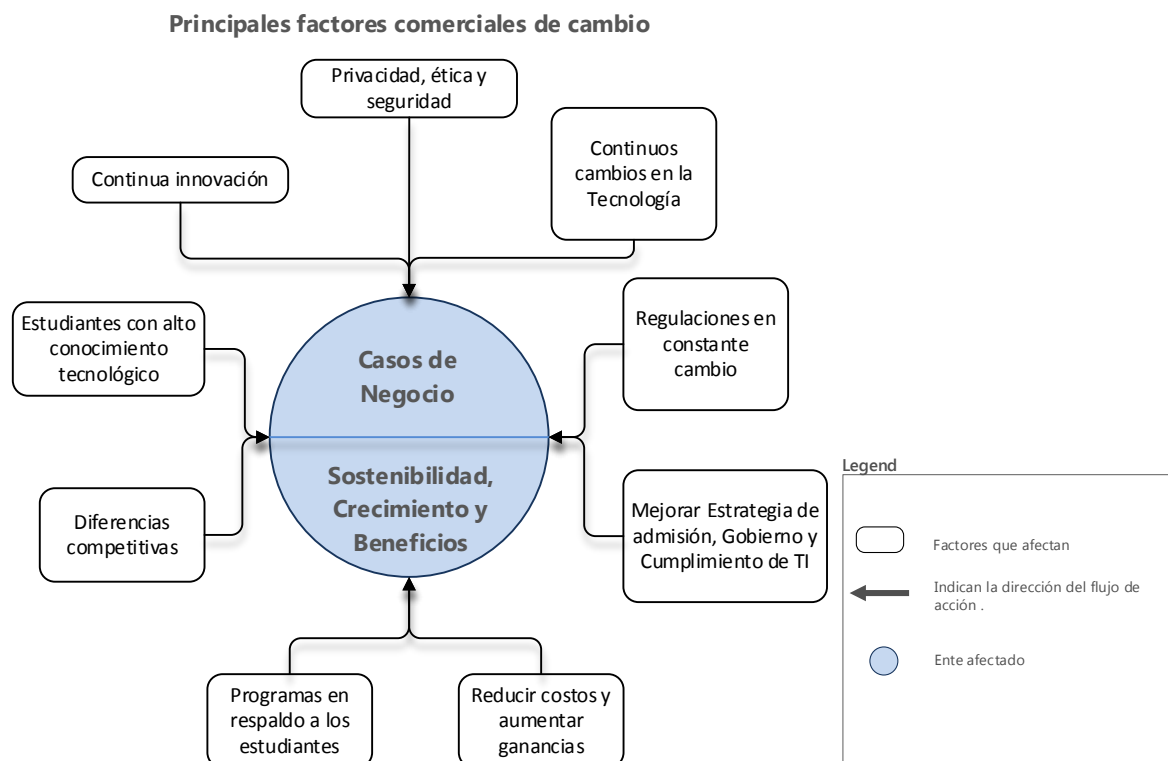 Principales factores comerciales de cambio
Privacidad, ética y
seguridad
Continuos
cambios en la
Tecnología
Continua innovación
Estudiantes con alto
conocimiento
tecnológico
Regulaciones en
constante
cambio
Casos de
Negocio
Sostenibilidad,
Crecimiento y
Beneficios
Diferencias
competitivas
Mejorar Estrategia de
admisión, Gobierno y
Cumplimiento de TI
Programas en
respaldo a los
estudiantes
Reducir costos y
aumentar
ganancias
Legend
Factores que afectan
Indican la dirección del flujo de
acción .
Ente afectado